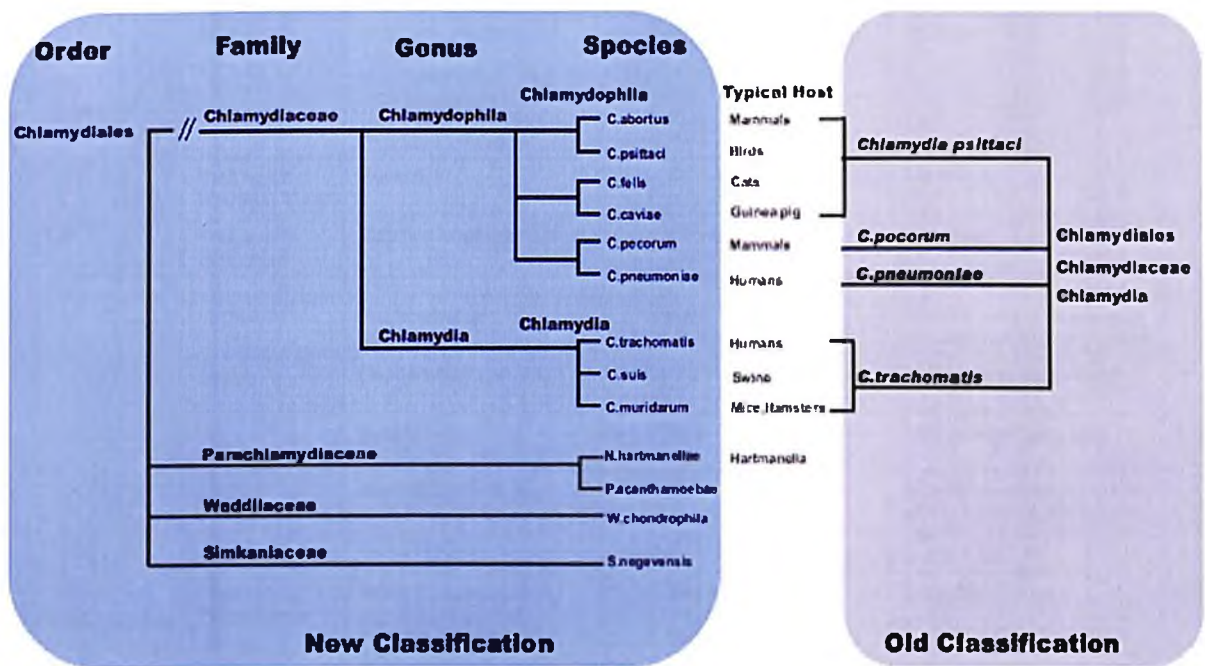 Order Family Genus Species
Chlamydophila Typical Host
Chlamydiales // Chlamydiaceae Chlamydophila C.abortus Mammals
Chlamydia psittaci
C.psittaci Birds
C.felis Cats
C.caviae Guinea pig
C.pecorum Mammals C.pecorum Chlamydiales
C.pneumoniae Humans C.pneumoniae Chlamydiaceae
Chlamydia
Chlamydia Chlamydia
C.trachomatis Humans
C.suis Swine C.trachomatis
C.muridarum Mice,Hamsters
Parachlamydiaceae N.hartmanellae Hartmanella
P.acanthamoebae
Waddliaceae W.chondrophila
Simkaniaceae S.negevensis
New Classification Old Classification